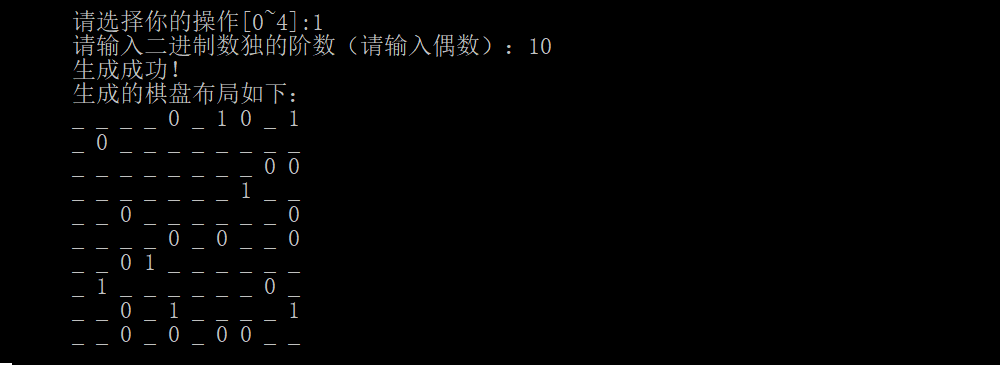 请选择你的操作[0~4]:1
请输入二进制数独的阶数（请输入偶数）：10
生成成功！
生成的棋盘布局如下：
_ _ _ _ 0 _ 1 0 _ 1
_ 0 _ _ _ _ _ _ _ _
_ _ _ _ _ _ _ _ 0 0
_ _ _ _ _ _ _ 1 _ _
_ _ 0 _ _ _ _ _ _ 0
_ _ _ _ 0 _ 0 _ _ 0
_ _ 0 1 _ _ _ _ _ _
_ 1 _ _ _ _ _ _ 0 _
_ _ 0 _ 1 _ _ _ _ 1
_ _ 0 _ 0 _ 0 0 _ _